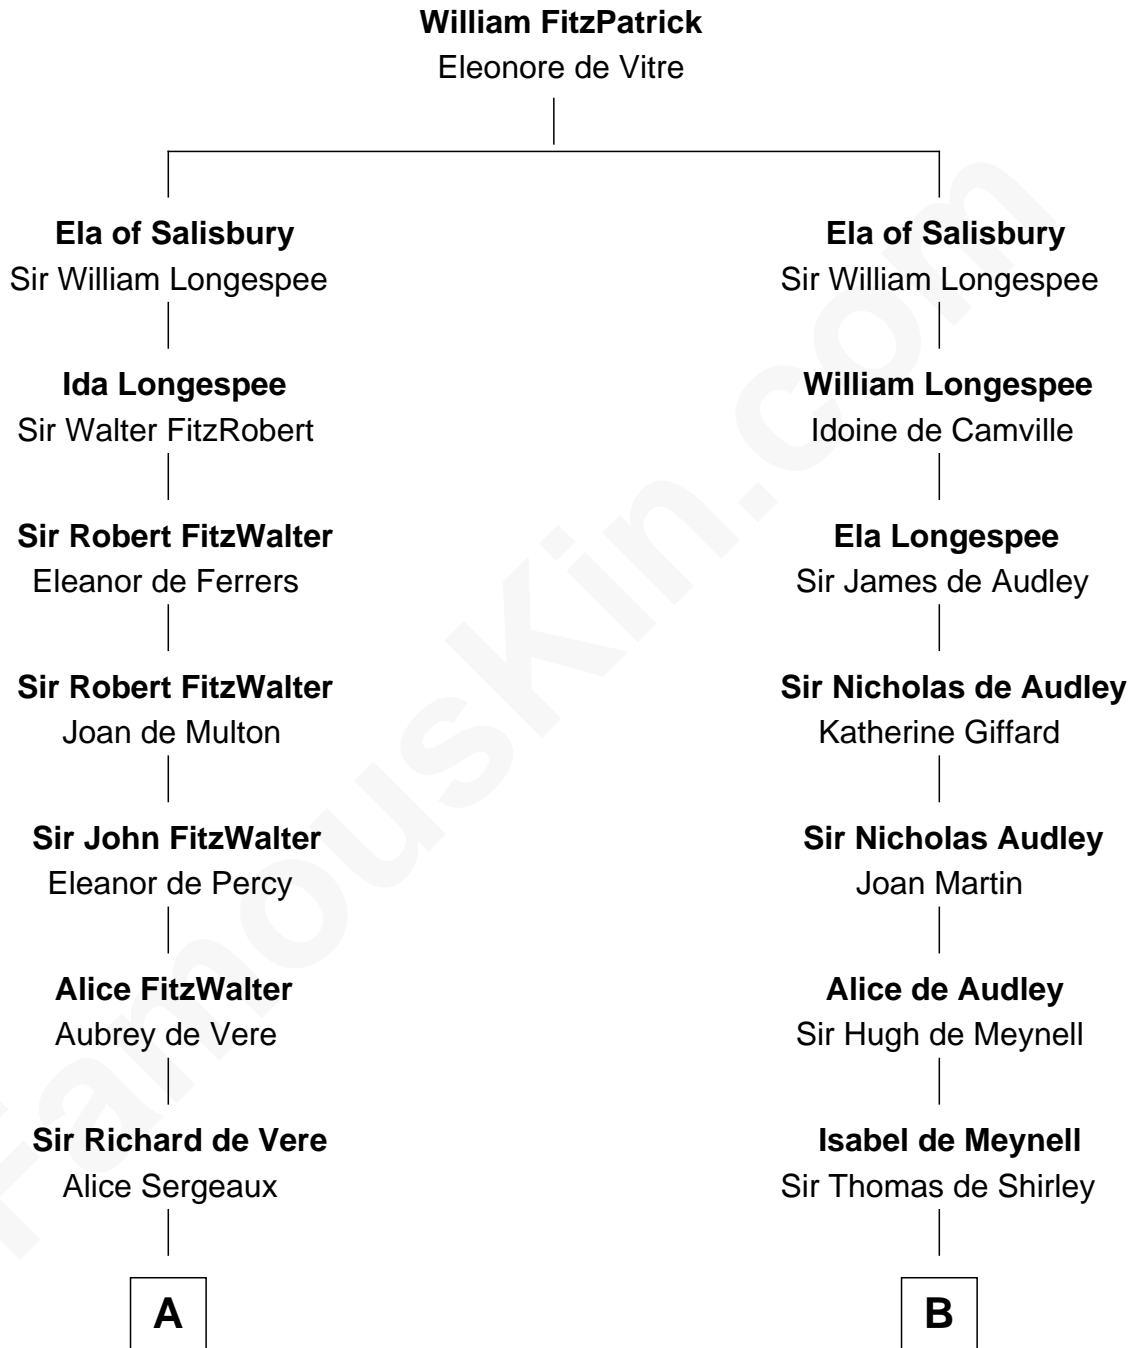 William FitzPatrick
Eleonore de Vitre
Ela of Salisbury
Sir William Longespee
Ela of Salisbury
Sir William Longespee
Ida Longespee
Sir Walter FitzRobert
William Longespee
Idoine de Camville
Sir Robert FitzWalter
Eleanor de Ferrers
Ela Longespee
Sir James de Audley
Sir Robert FitzWalter
Joan de Multon
Sir Nicholas de Audley
Katherine Giffard
Sir John FitzWalter
Eleanor de Percy
Sir Nicholas Audley
Joan Martin
Alice FitzWalter
Aubrey de Vere
Alice de Audley
Sir Hugh de Meynell
Sir Richard de Vere
Alice Sergeaux
Isabel de Meynell
Sir Thomas de Shirley
A
B
FamousKin.com